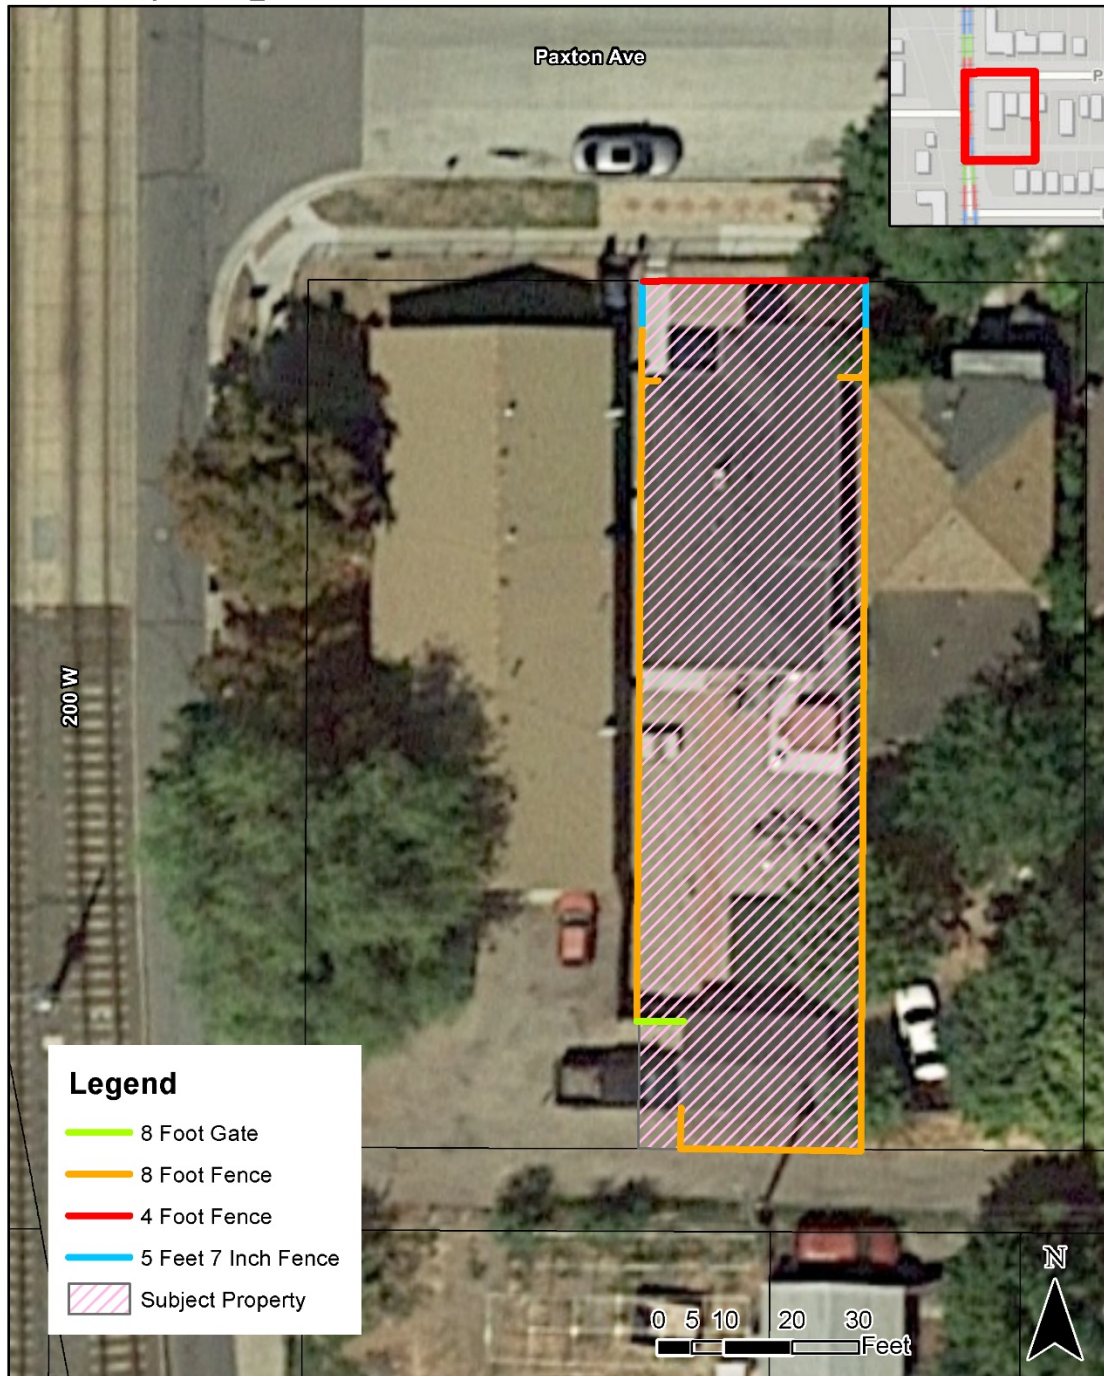 Paxton Ave
P
200 W
Legend
8 Foot Gate
8 Foot Fence
4 Foot Fence
5 Feet 7 Inch Fence
Subject Property
0 5 10 20 30
Feet
N